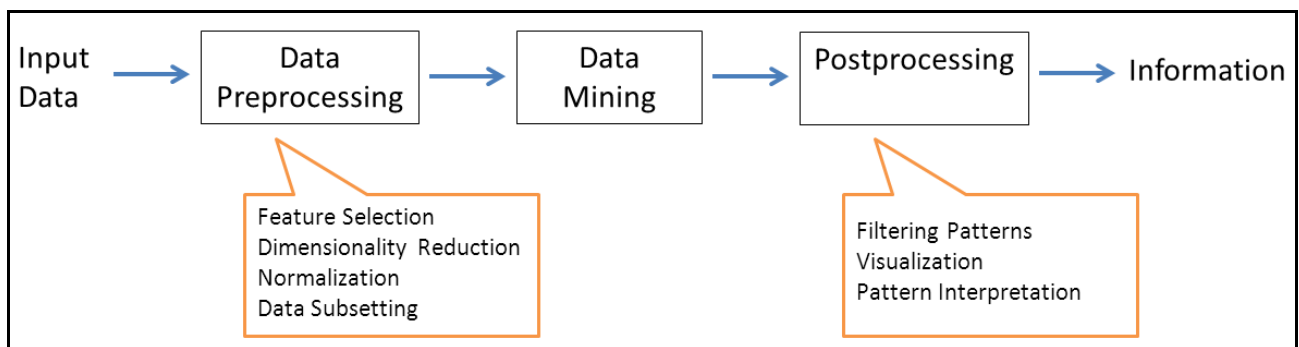 Input
Data
Data
Preprocessing
Data
Mining
Postprocessing
Information
Feature Selection
Dimensionality Reduction
Normalization
Data Subsetting
Filtering Patterns
Visualization
Pattern Interpretation